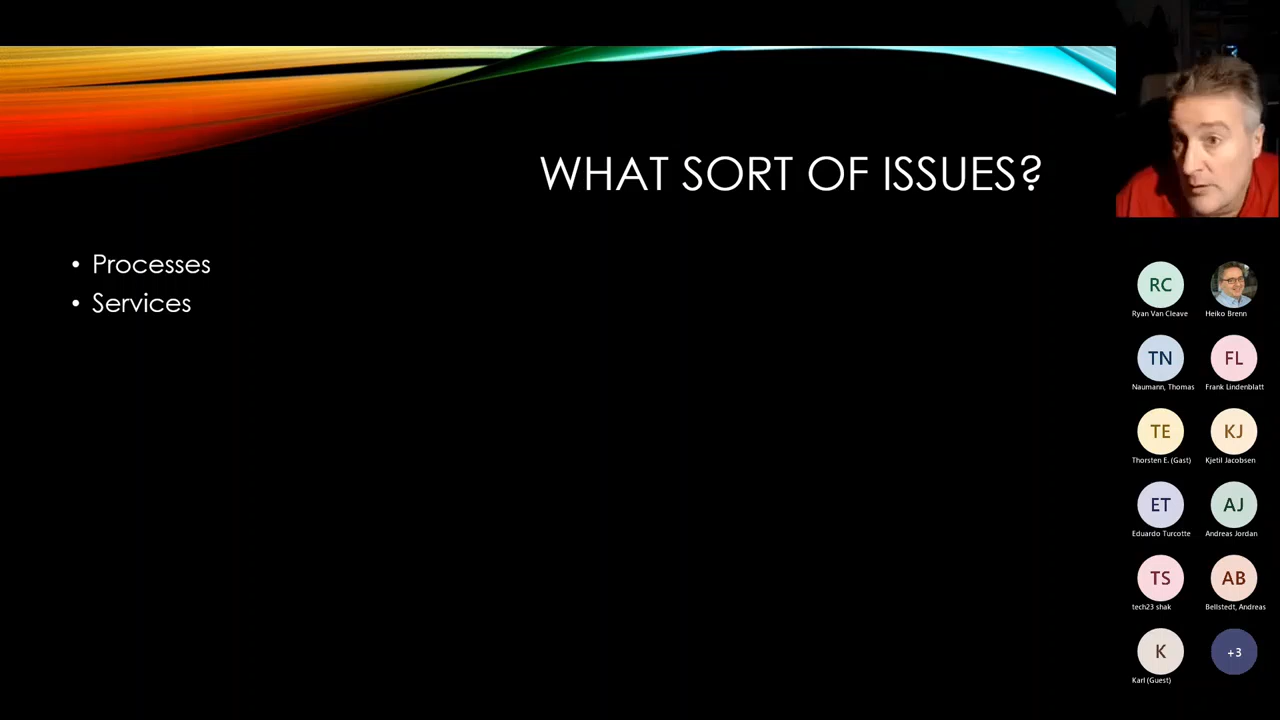 WHAT SORT OF ISSUES?
• Processes
• Services
RC
Ryan Van Cleave
Heiko Brenn
TN
Naumann, Thomas
FL
Frank Lindenblatt
TE
Thorsten E. (Gast)
KJ
Kjetil Jacobsen
ET
Eduardo Turcotte
AJ
Andreas Jordan
TS
tech23 shak
AB
Bellstedt, Andreas
K
Karl (Guest)
+3